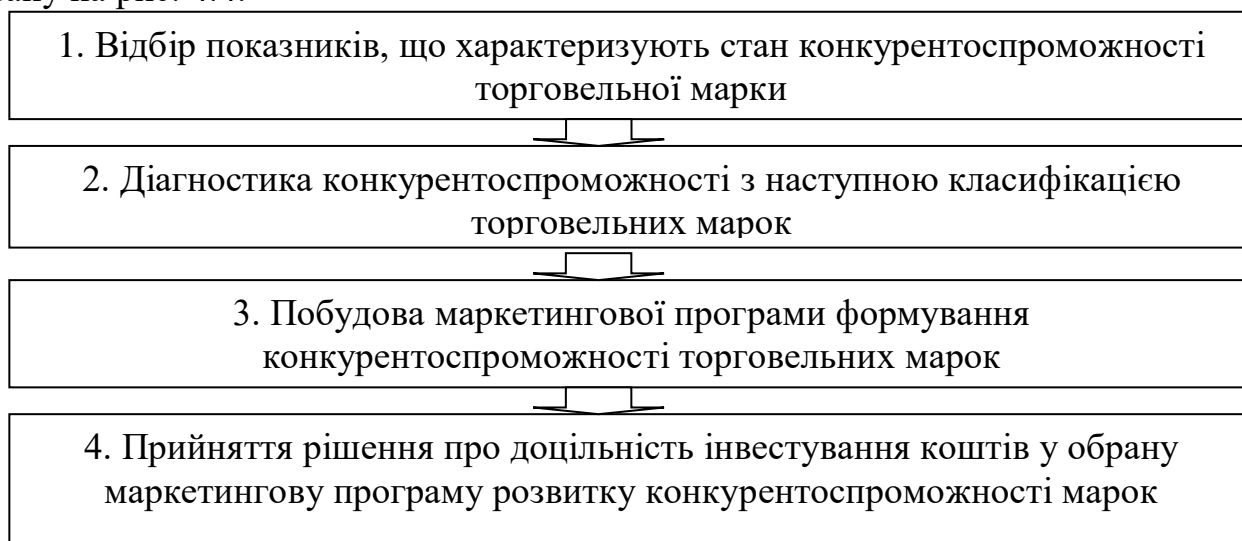 1. Відбір показників, що характеризують стан конкурентоспроможності
торговельної марки
2. Діагностика конкурентоспроможності з наступною класифікацією
торговельних марок
3. Побудова маркетингової програми формування
конкурентоспроможності торговельних марок
4. Прийняття рішення про доцільність інвестування коштів у обрану
маркетингову програму розвитку конкурентоспроможності марок